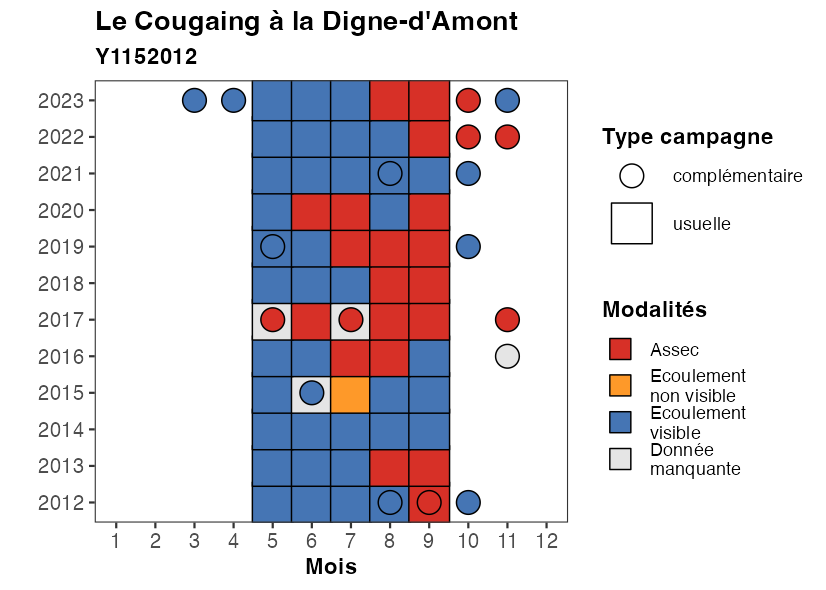 Le Cougaing à la Digne-d'Amont
Y1152012
2023
2022
2021
2020
2019
2018
2017
2016
2015
2014
2013
2012
1 2 3 4 5 6 7 8 9 10 11 12
Mois
Type campagne
complémentaire
usuelle
Modalités
Assec
Ecoulement
non visible
Ecoulement
visible
Donnée
manquante